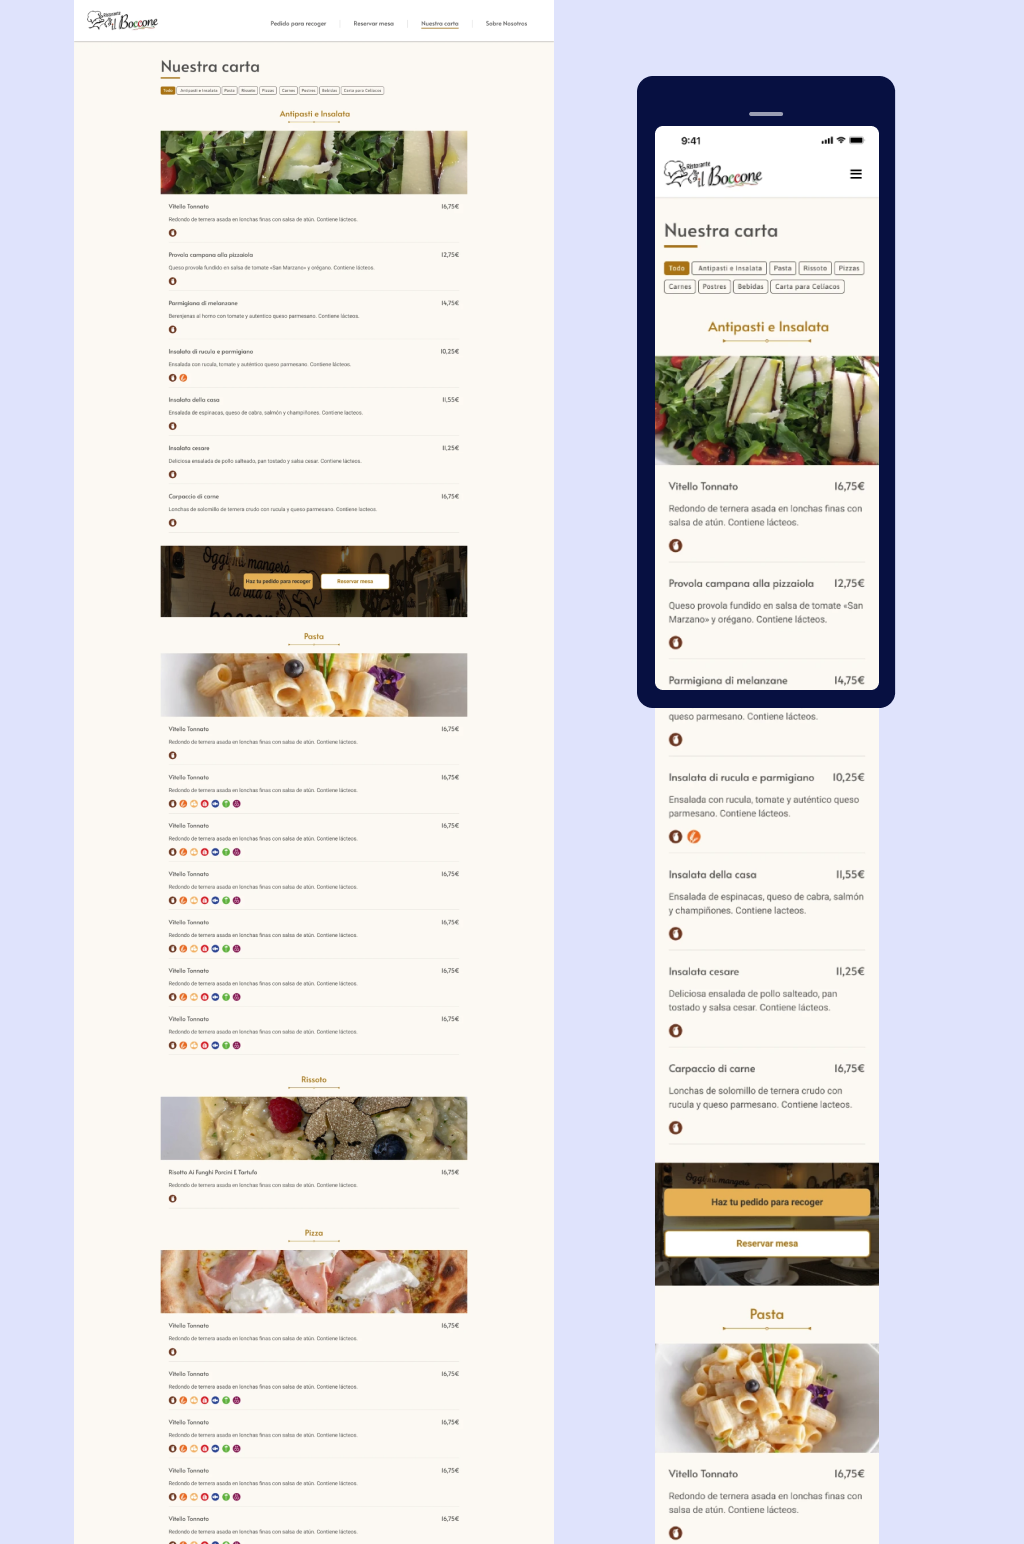 Ristorante
il Boccone
Pedido para recoger
Reservar mesa
Nuestra carta
Sobre Nosotros
Nuestra carta
Todo
Antipasti e Insalata
Pasta
Rissoto
Pizzas
Carnes
Postres
Bebidas
Carta para Celíacos
Antipasti e Insalata
Vitello Tonnato 16,75€
Redondo de ternera asada en lonchas finas con salsa de atún. Contiene lácteos.
Provola campana alla pizzaiola 12,75€
Queso provola fundido en salsa de tomate «San Marzano» y orégano. Contiene lácteos.
Parmigiana di melanzane 14,75€
Berenjenas al horno con tomate y autentico queso parmesano. Contiene lácteos.
Insalata di rucula e parmigiano 10,25€
Ensalada con rucula, tomate y auténtico queso parmesano. Contiene lácteos.
Insalata della casa 11,55€
Ensalada de espinacas, queso de cabra, salmón y champiñones. Contiene lacteos.
Insalata cesare 11,25€
Deliciosa ensalada de pollo salteado, pan tostado y salsa cesar. Contiene lácteos.
Carpaccio di carne 16,75€
Lonchas de solomillo de ternera crudo con rucula y queso parmesano. Contiene lacteos.
Oggi mi mangerò
la vita a
Haz tu pedido para recoger
Reservar mesa
Pasta
Vitello Tonnato 16,75€
Redondo de ternera asada en lonchas finas con salsa de atún. Contiene lácteos.
Vitello Tonnato 16,75€
Redondo de ternera asada en lonchas finas con salsa de atún. Contiene lácteos.
Vitello Tonnato 16,75€
Redondo de ternera asada en lonchas finas con salsa de atún. Contiene lácteos.
Vitello Tonnato 16,75€
Redondo de ternera asada en lonchas finas con salsa de atún. Contiene lácteos.
Vitello Tonnato 16,75€
Redondo de ternera asada en lonchas finas con salsa de atún. Contiene lácteos.
Vitello Tonnato 16,75€
Redondo de ternera asada en lonchas finas con salsa de atún. Contiene lácteos.
Vitello Tonnato 16,75€
Redondo de ternera asada en lonchas finas con salsa de atún. Contiene lácteos.
Rissoto
Risotto Ai Funghi Porcini E Tartufo 16,75€
Redondo de ternera asada en lonchas finas con salsa de atún. Contiene lácteos.
Pizza
Vitello Tonnato 16,75€
Redondo de ternera asada en lonchas finas con salsa de atún. Contiene lácteos.
Vitello Tonnato 16,75€
Redondo de ternera asada en lonchas finas con salsa de atún. Contiene lácteos.
Vitello Tonnato 16,75€
Redondo de ternera asada en lonchas finas con salsa de atún. Contiene lácteos.
Vitello Tonnato 16,75€
Redondo de ternera asada en lonchas finas con salsa de atún. Contiene lácteos.
Vitello Tonnato 16,75€
Redondo de ternera asada en lonchas finas con salsa de atún. Contiene lácteos.
9:41
Ristorante
il Boccone
Nuestra carta
Todo
Antipasti e Insalata
Pasta
Rissoto
Pizzas
Carnes
Postres
Bebidas
Carta para Celíacos
Antipasti e Insalata
Vitello Tonnato 16,75€
Redondo de ternera asada en lonchas finas con
salsa de atún. Contiene lácteos.
Provola campana alla pizzaiola 12,75€
Queso provola fundido en salsa de tomate «San
Marzano» y orégano. Contiene lácteos.
Parmigiana di melanzane 14,75€
queso parmesano. Contiene lácteos.
Insalata di rucula e parmigiano 10,25€
Ensalada con rucula, tomate y auténtico queso
parmesano. Contiene lácteos.
Insalata della casa 11,55€
Ensalada de espinacas, queso de cabra, salmón
y champiñones. Contiene lacteos.
Insalata cesare 11,25€
Deliciosa ensalada de pollo salteado, pan
tostado y salsa cesar. Contiene lácteos.
Carpaccio di carne 16,75€
Lonchas de solomillo de ternera crudo con
rucula y queso parmesano. Contiene lacteos.
Oggi mi mangerò
Haz tu pedido para recoger
Reservar mesa
Pasta
Vitello Tonnato 16,75€
Redondo de ternera asada en lonchas finas con
salsa de atún. Contiene lácteos.